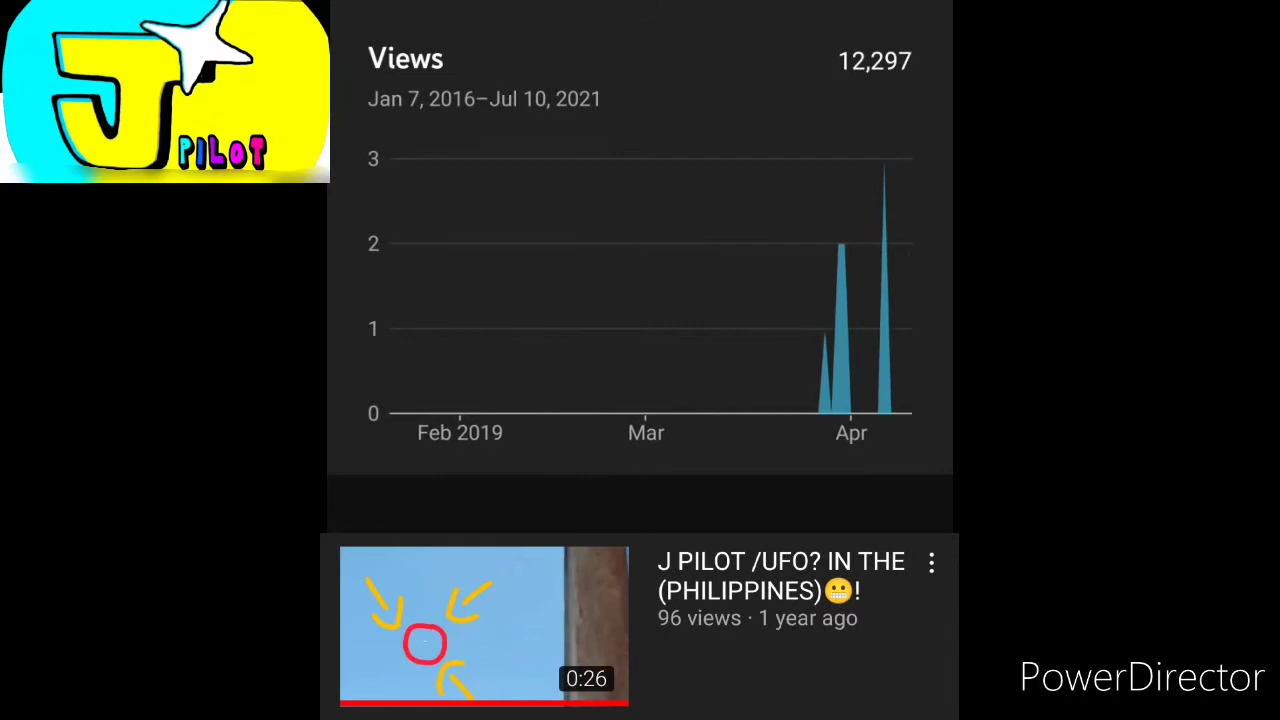 J
PILOT
Views
12,297
Jan 7, 2016–Jul 10, 2021
3
2
1
0
Feb 2019
Mar
Apr
J PILOT /UFO? IN THE
(PHILIPPINES)😬!
96 views · 1 year ago
0:26
PowerDirector